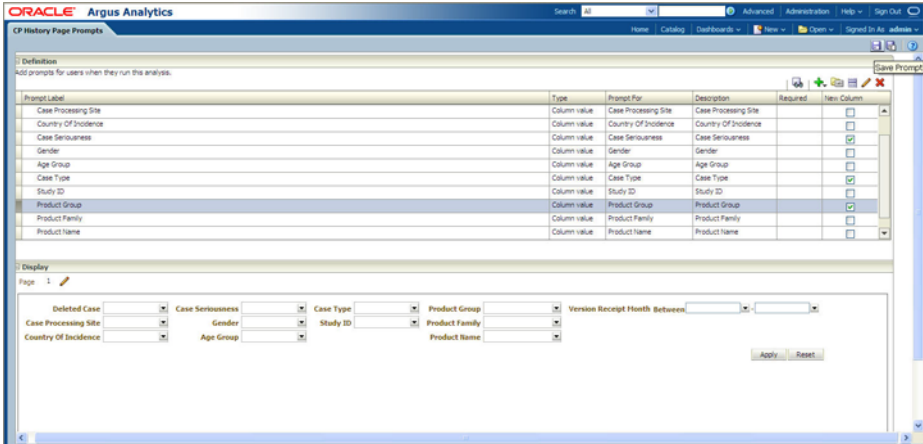 ORACLE Argus Analytics Search All Advanced Administration Help Sign Out
CP History Page Prompts Home Catalog Dashboards New Open Signed In As admin
Save Prompt
Definition
Add prompts for users when they run this analysis.
Prompt Label Type Prompt For Description Required New Column
Case Processing Site Column value Case Processing Site Case Processing Site
Country Of Incidence Column value Country Of Incidence Country Of Incidence
Case Seriousness Column value Case Seriousness Case Seriousness
Gender Column value Gender Gender
Age Group Column value Age Group Age Group
Case Type Column value Case Type Case Type
Study ID Column value Study ID Study ID
Product Group Column value Product Group Product Group
Product Family Column value Product Family Product Family
Product Name Column value Product Name Product Name
Display
Page 1
Deleted Case Case Seriousness Case Type Product Group Version Receipt Month Between -
Case Processing Site Gender Study ID Product Family
Country Of Incidence Age Group Product Name
Apply Reset